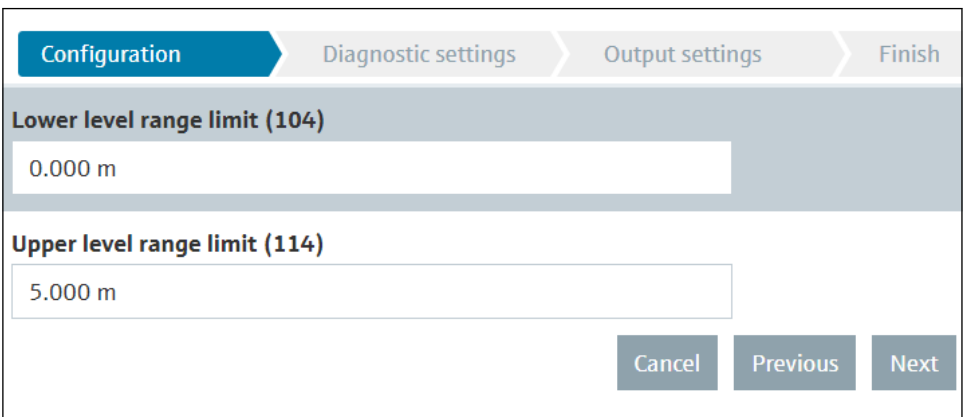 Configuration Diagnostic settings Output settings Finish
Lower level range limit (104)
0.000 m
Upper level range limit (114)
5.000 m
Cancel Previous Next